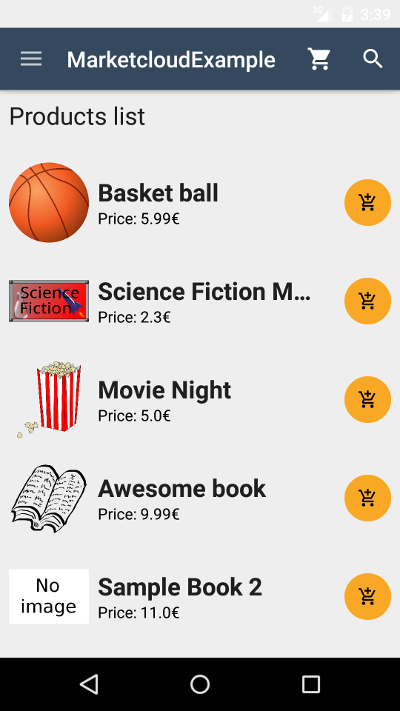 3G 3:39
MarketcloudExample
Products list
Basket ball
Price: 5.99€
Science
Fiction
Science Fiction M...
Price: 2.3€
Movie Night
Price: 5.0€
Awesome book
Price: 9.99€
No
image
Sample Book 2
Price: 11.0€